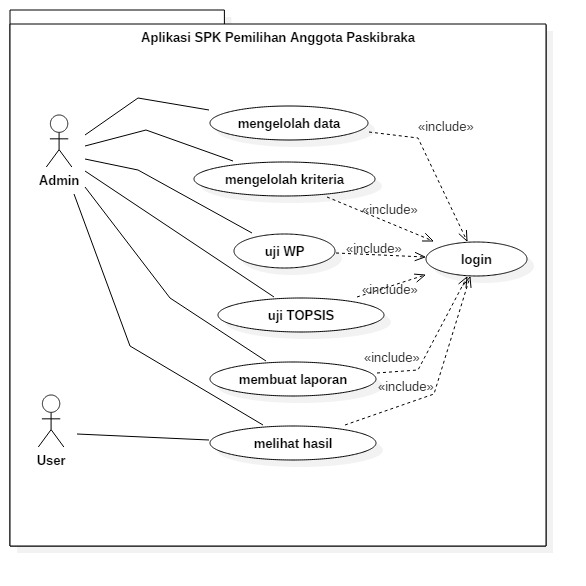 Aplikasi SPK Pemilihan Anggota Paskibraka
mengelolah data
«include»
Admin
mengelolah kriteria
«include»
uji WP
«include»
login
«include»
uji TOPSIS
«include»
membuat laporan
«include»
melihat hasil
User